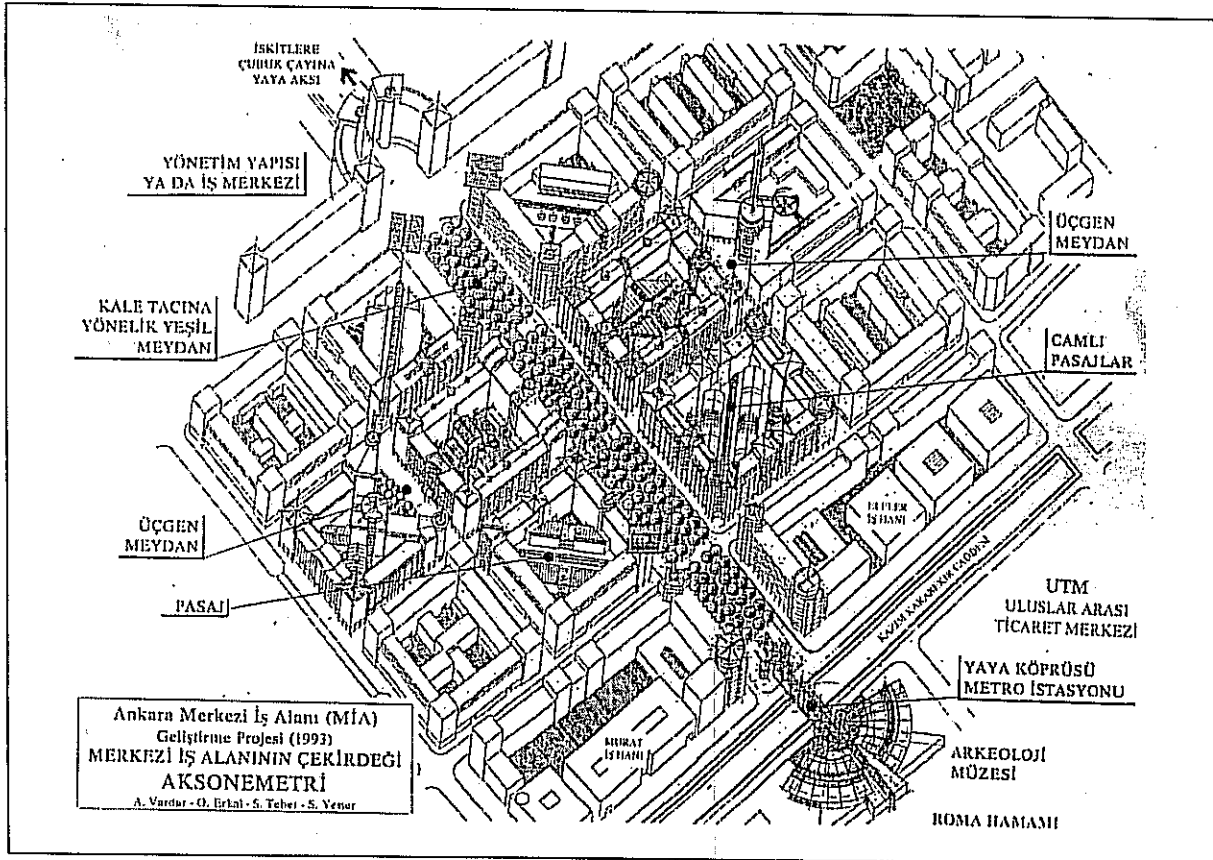 İSKİTLERE
ÇUBUK ÇAYINA
YAYA AKSI
YÖNETİM YAPISI
YA DA İŞ MERKEZİ
KALE TACINA
YÖNELİK YEŞİL
MEYDAN
ÜÇGEN
MEYDAN
PASAJ
ÜÇGEN
MEYDAN
CAMLI
PASAJLAR
İŞ HANI
CADDESİ
UTM
ULUSLAR ARASI
TİCARET MERKEZİ
YAYA KÖPRÜSÜ
METRO İSTASYONU
MURAT
İŞ HANI
ARKEOLOJİ
MÜZESİ
ROMA HAMAMI
Ankara Merkezi İş Alanı (MİA)
Geliştirme Projesi (1993)
MERKEZİ İŞ ALANININ ÇEKİRDEĞİ
AKSONEMETRİ
A. Vardar - O. Erkal - S. Teber - S. Yener